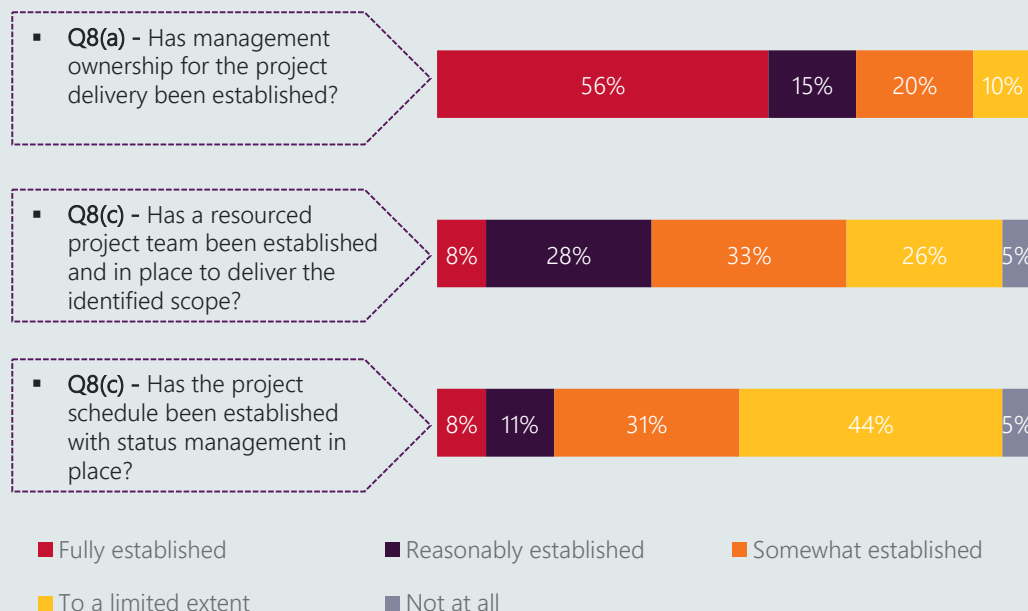 ▪ Q8(a) - Has management
ownership for the project
delivery been established?
56% 15% 20% 10%
▪ Q8(c) - Has a resourced
project team been established
and in place to deliver the
identified scope?
8% 28% 33% 26% 5%
▪ Q8(c) - Has the project
schedule been established
with status management in
place?
8% 11% 31% 44% 5%
Fully established Reasonably established Somewhat established
To a limited extent Not at all